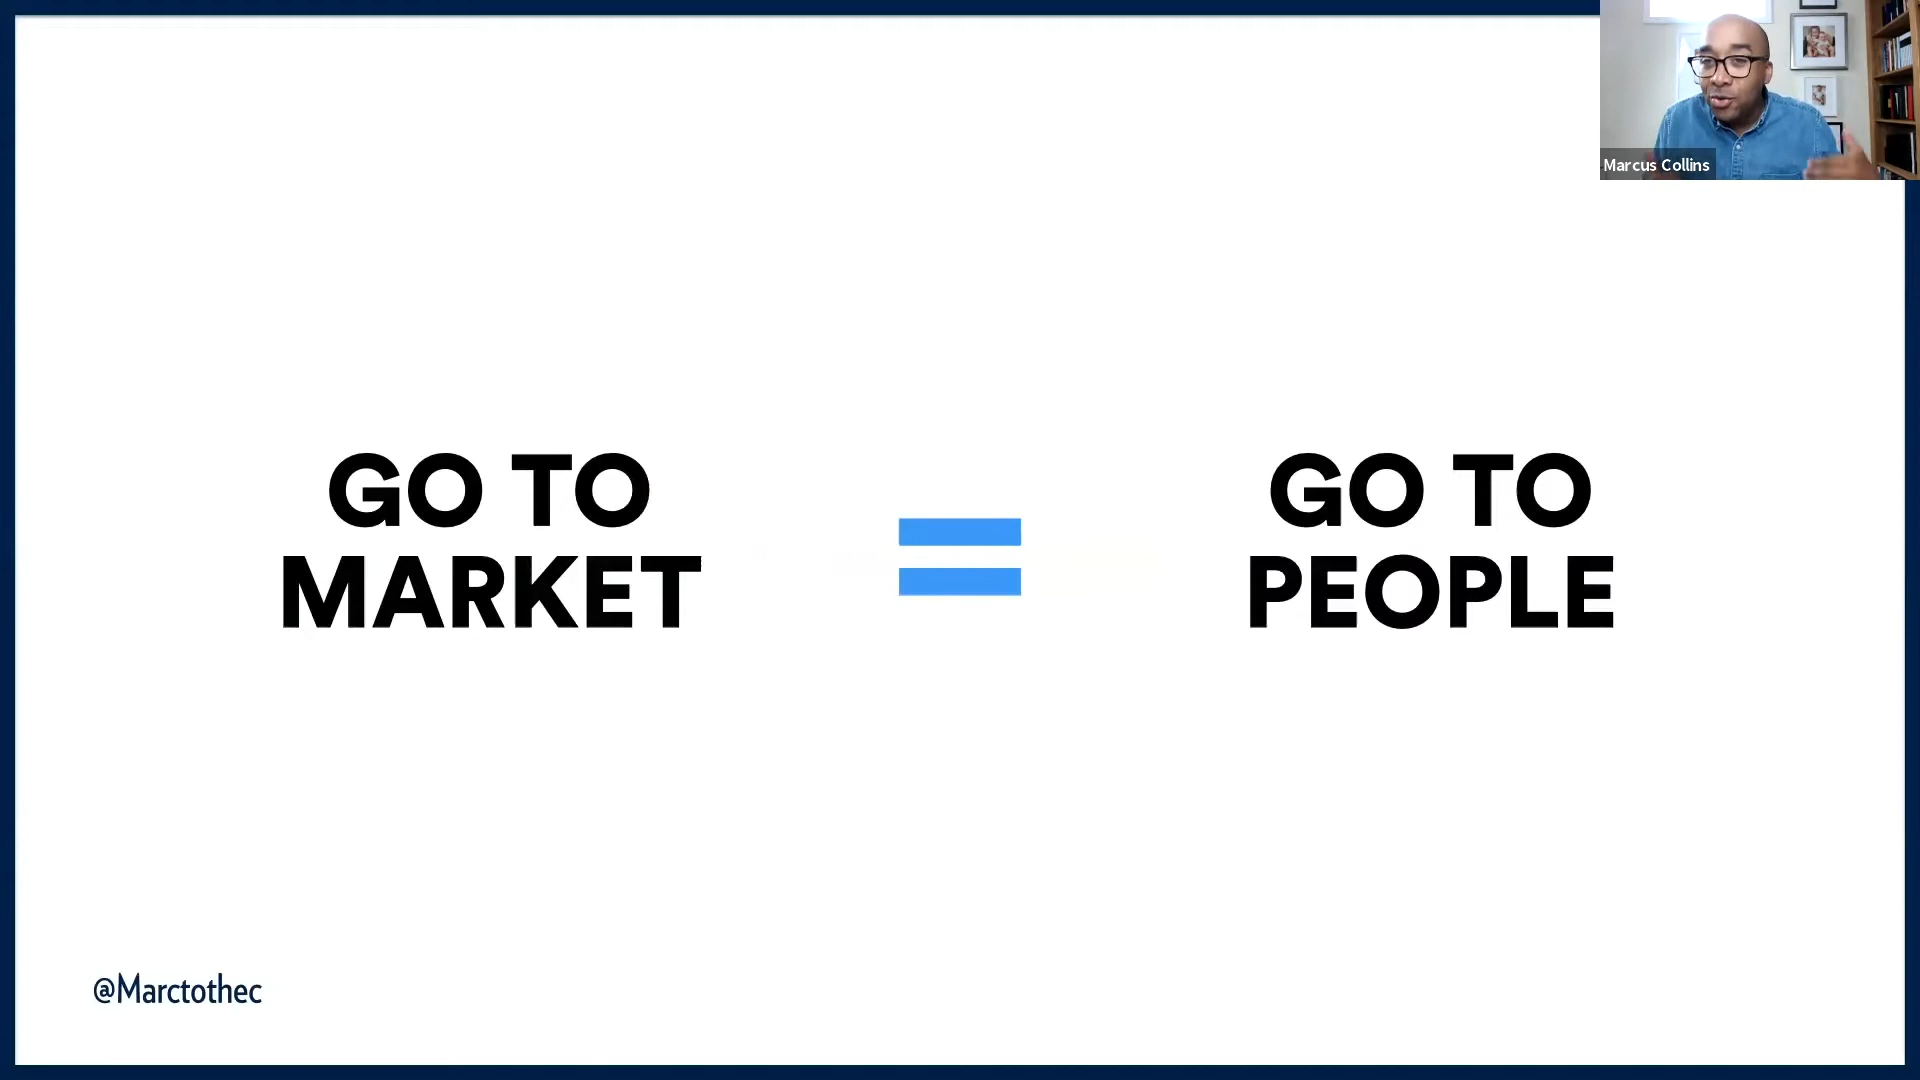 Marcus Collins
GO TO
MARKET
=
GO TO
PEOPLE
@Marctothec